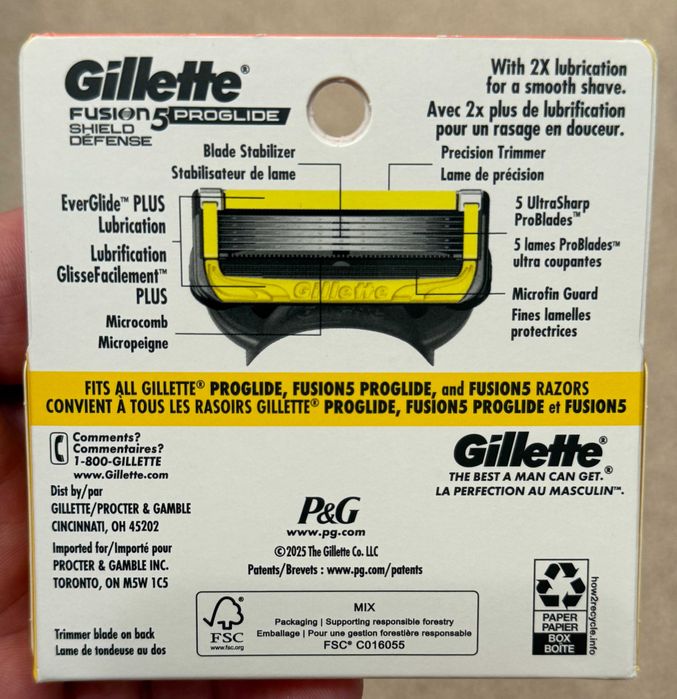 Gillette®
FUSION5 PROGLIDE
SHIELD
DÉFENSE
With 2X lubrication
for a smooth shave.
Avec 2x plus de lubrification
pour un rasage en douceur.
Blade Stabilizer
Stabilisateur de lame
Precision Trimmer
Lame de précision
EverGlide™ PLUS
Lubrication
Lubrification
GlisseFacilement™
PLUS
5 UltraSharp
ProBlades™
5 lames ProBlades™
ultra coupantes
Gillette
Microcomb
Micropeigne
Microfin Guard
Fines lamelles
protectrices
FITS ALL GILLETTE® PROGLIDE, FUSION5 PROGLIDE, and FUSION5 RAZORS
CONVIENT À TOUS LES RASOIRS GILLETTE® PROGLIDE, FUSION5 PROGLIDE et FUSION5
Comments?
Commentaires?
1-800-GILLETTE
www.Gillette.com
Dist by/par
GILLETTE/PROCTER & GAMBLE
CINCINNATI, OH 45202
Imported for/Importé pour
PROCTER & GAMBLE INC.
TORONTO, ON M5W 1C5
Trimmer blade on back
Lame de tondeuse au dos
P&G
www.pg.com
©2025 The Gillette Co. LLC
Patents/Brevets : www.pg.com/patents
Gillette®
THE BEST A MAN CAN GET.®
LA PERFECTION AU MASCULIN™.
FSC
www.fsc.org
MIX
Packaging | Supporting responsible forestry
Emballage | Pour une gestion forestière responsable
FSC® C016055
PAPER
PAPIER
BOX
BOÎTE
how2recycle.info